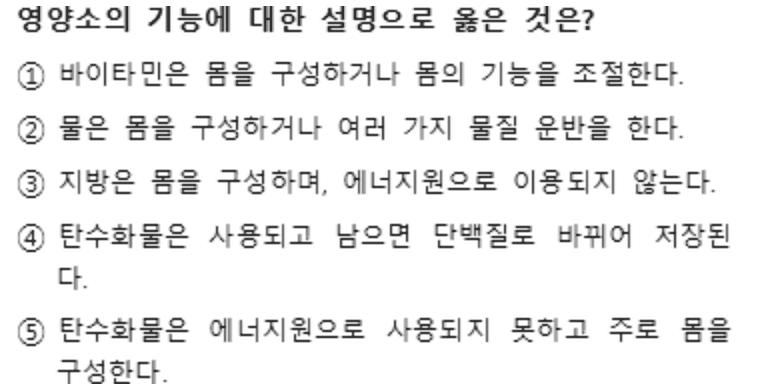 영양소의 기능에 대한 설명으로 옳은 것은?
① 바이타민은 몸을 구성하거나 몸의 기능을 조절한다.
② 물은 몸을 구성하거나 여러 가지 물질 운반을 한다.
③ 지방은 몸을 구성하며, 에너지원으로 이용되지 않는다.
④ 탄수화물은 사용되고 남으면 단백질로 바뀌어 저장된
다.
⑤ 탄수화물은 에너지원으로 사용되지 못하고 주로 몸을
구성한다.